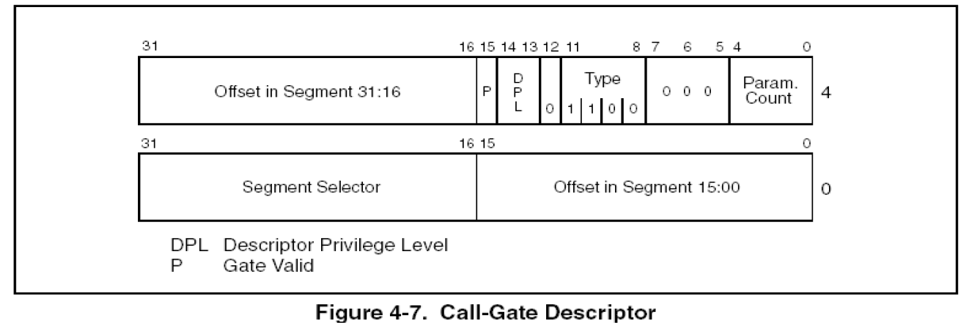 31 16 15 14 13 12 11 8 7 6 5 4 0
Offset in Segment 31:16 P D P L 0 Type 1 1 0 0 0 0 0 Param. Count 4
31 16 15 0
Segment Selector Offset in Segment 15:00 0
DPL Descriptor Privilege Level
P Gate Valid
Figure 4-7. Call-Gate Descriptor